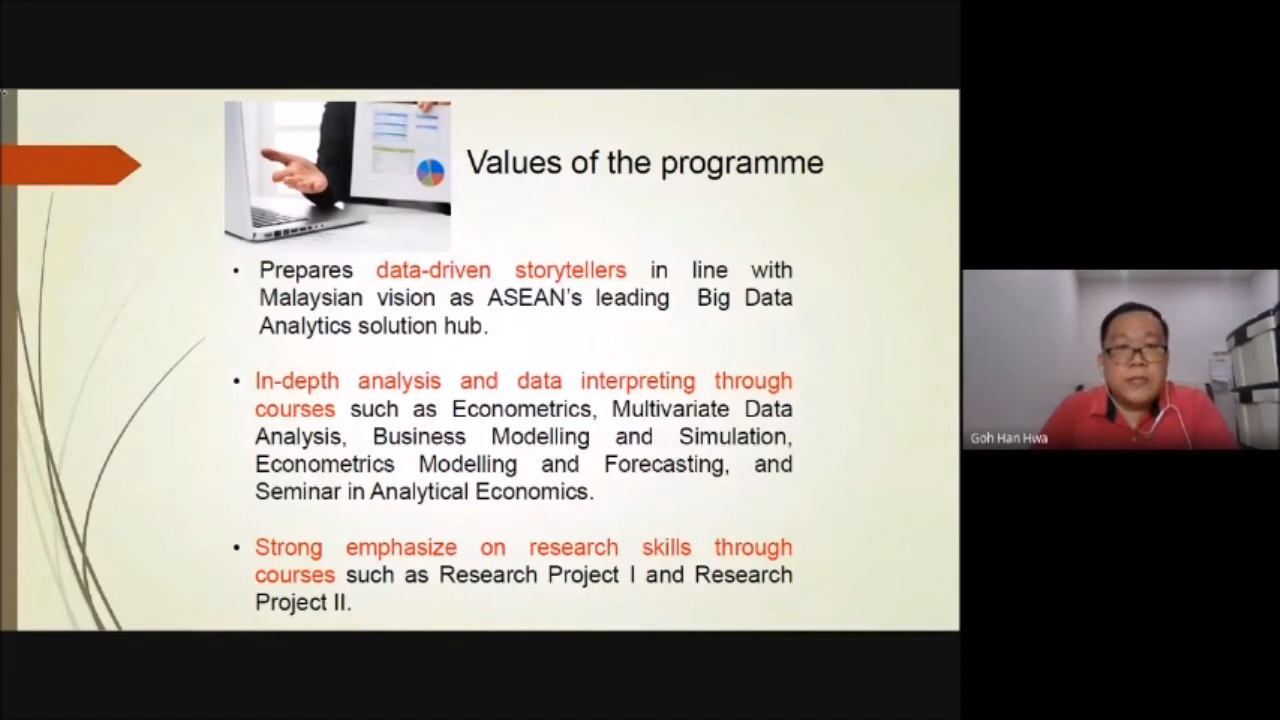 Values of the programme
• Prepares data-driven storytellers in line with
Malaysian vision as ASEAN's leading Big Data
Analytics solution hub.
• In-depth analysis and data interpreting through
courses such as Econometrics, Multivariate Data
Analysis, Business Modelling and Simulation,
Econometrics Modelling and Forecasting, and
Seminar in Analytical Economics.
• Strong emphasize on research skills through
courses such as Research Project I and Research
Project II.
Goh Han Hwa